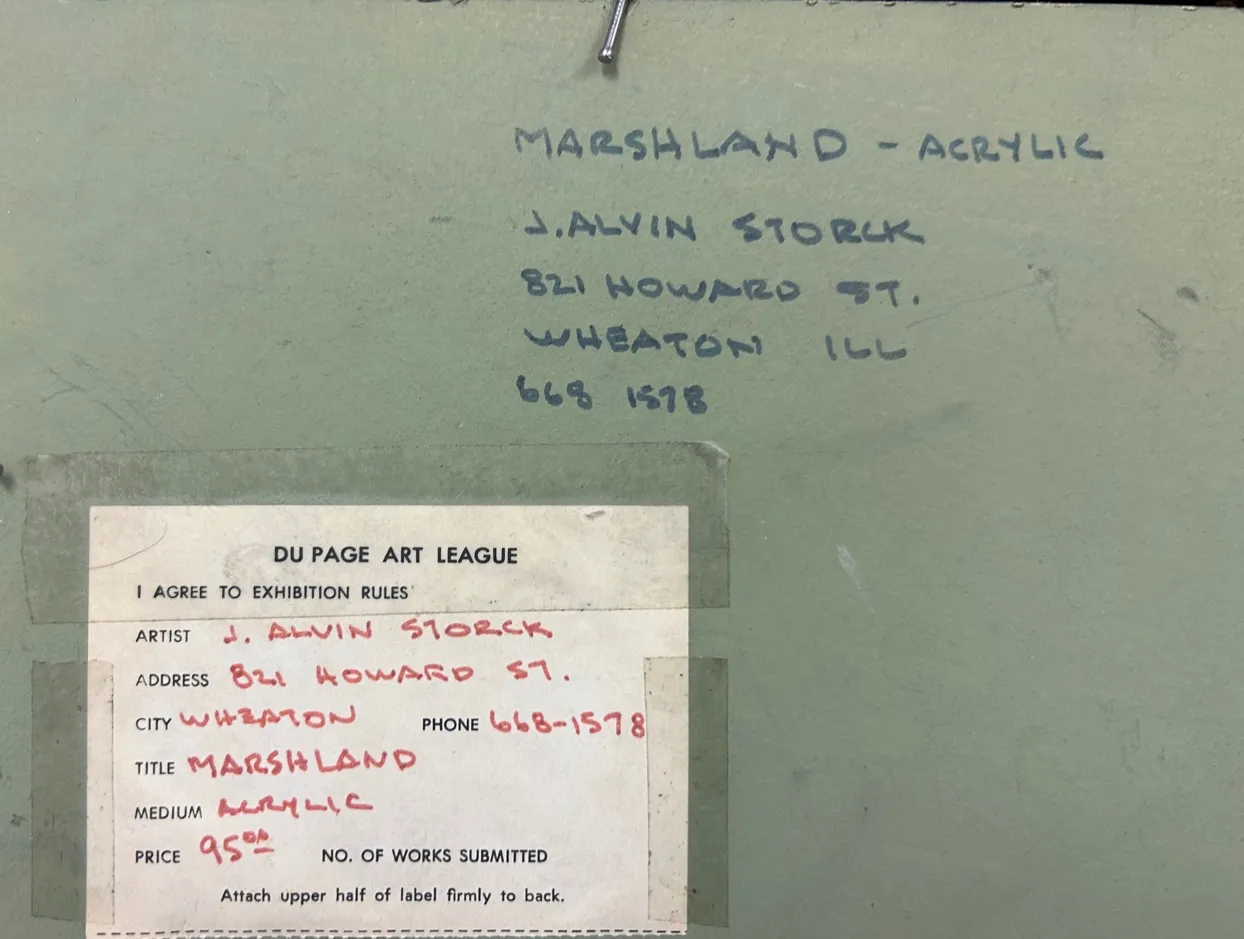 MARSHLAND - ACRYLIC
J. ALVIN STORCK
821 HOWARD ST.
WHEATON ILL
668 1578
DU PAGE ART LEAGUE
I AGREE TO EXHIBITION RULES
ARTIST J. ALVIN STORCK
ADDRESS 821 HOWARD ST.
CITY WHEATON PHONE 668-1578
TITLE MARSHLAND
MEDIUM ACRYLIC
PRICE 9500 NO. OF WORKS SUBMITTED
Attach upper half of label firmly to back.